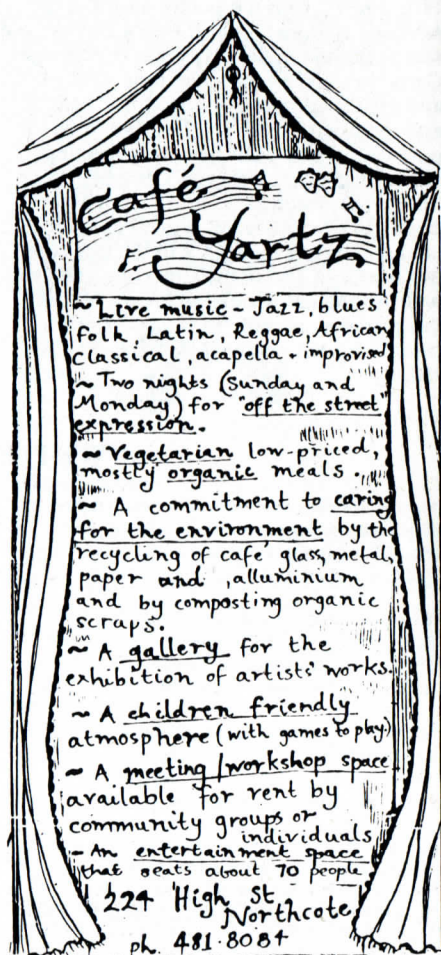 Café
Yartz
~ Live music ~ Jazz, blues
folk, Latin, Reggae, African
classical, acapella + improvised
~ Two nights (Sunday and
Monday) for "off the street"
expression.
~ Vegetarian low-priced,
mostly organic meals.
~ A commitment to caring
for the environment by the
recycling of café glass, metal,
paper and ,alluminium
and by composting organic
scraps.
~ A gallery for the
exhibition of artists' works.
~ A children friendly
atmosphere (with games to play.)
~ A meeting/workshop space
available for rent by
community groups or
individuals
~ An entertainment space
that seats about 70 people
224 High St
Northcote
ph. 481·8084